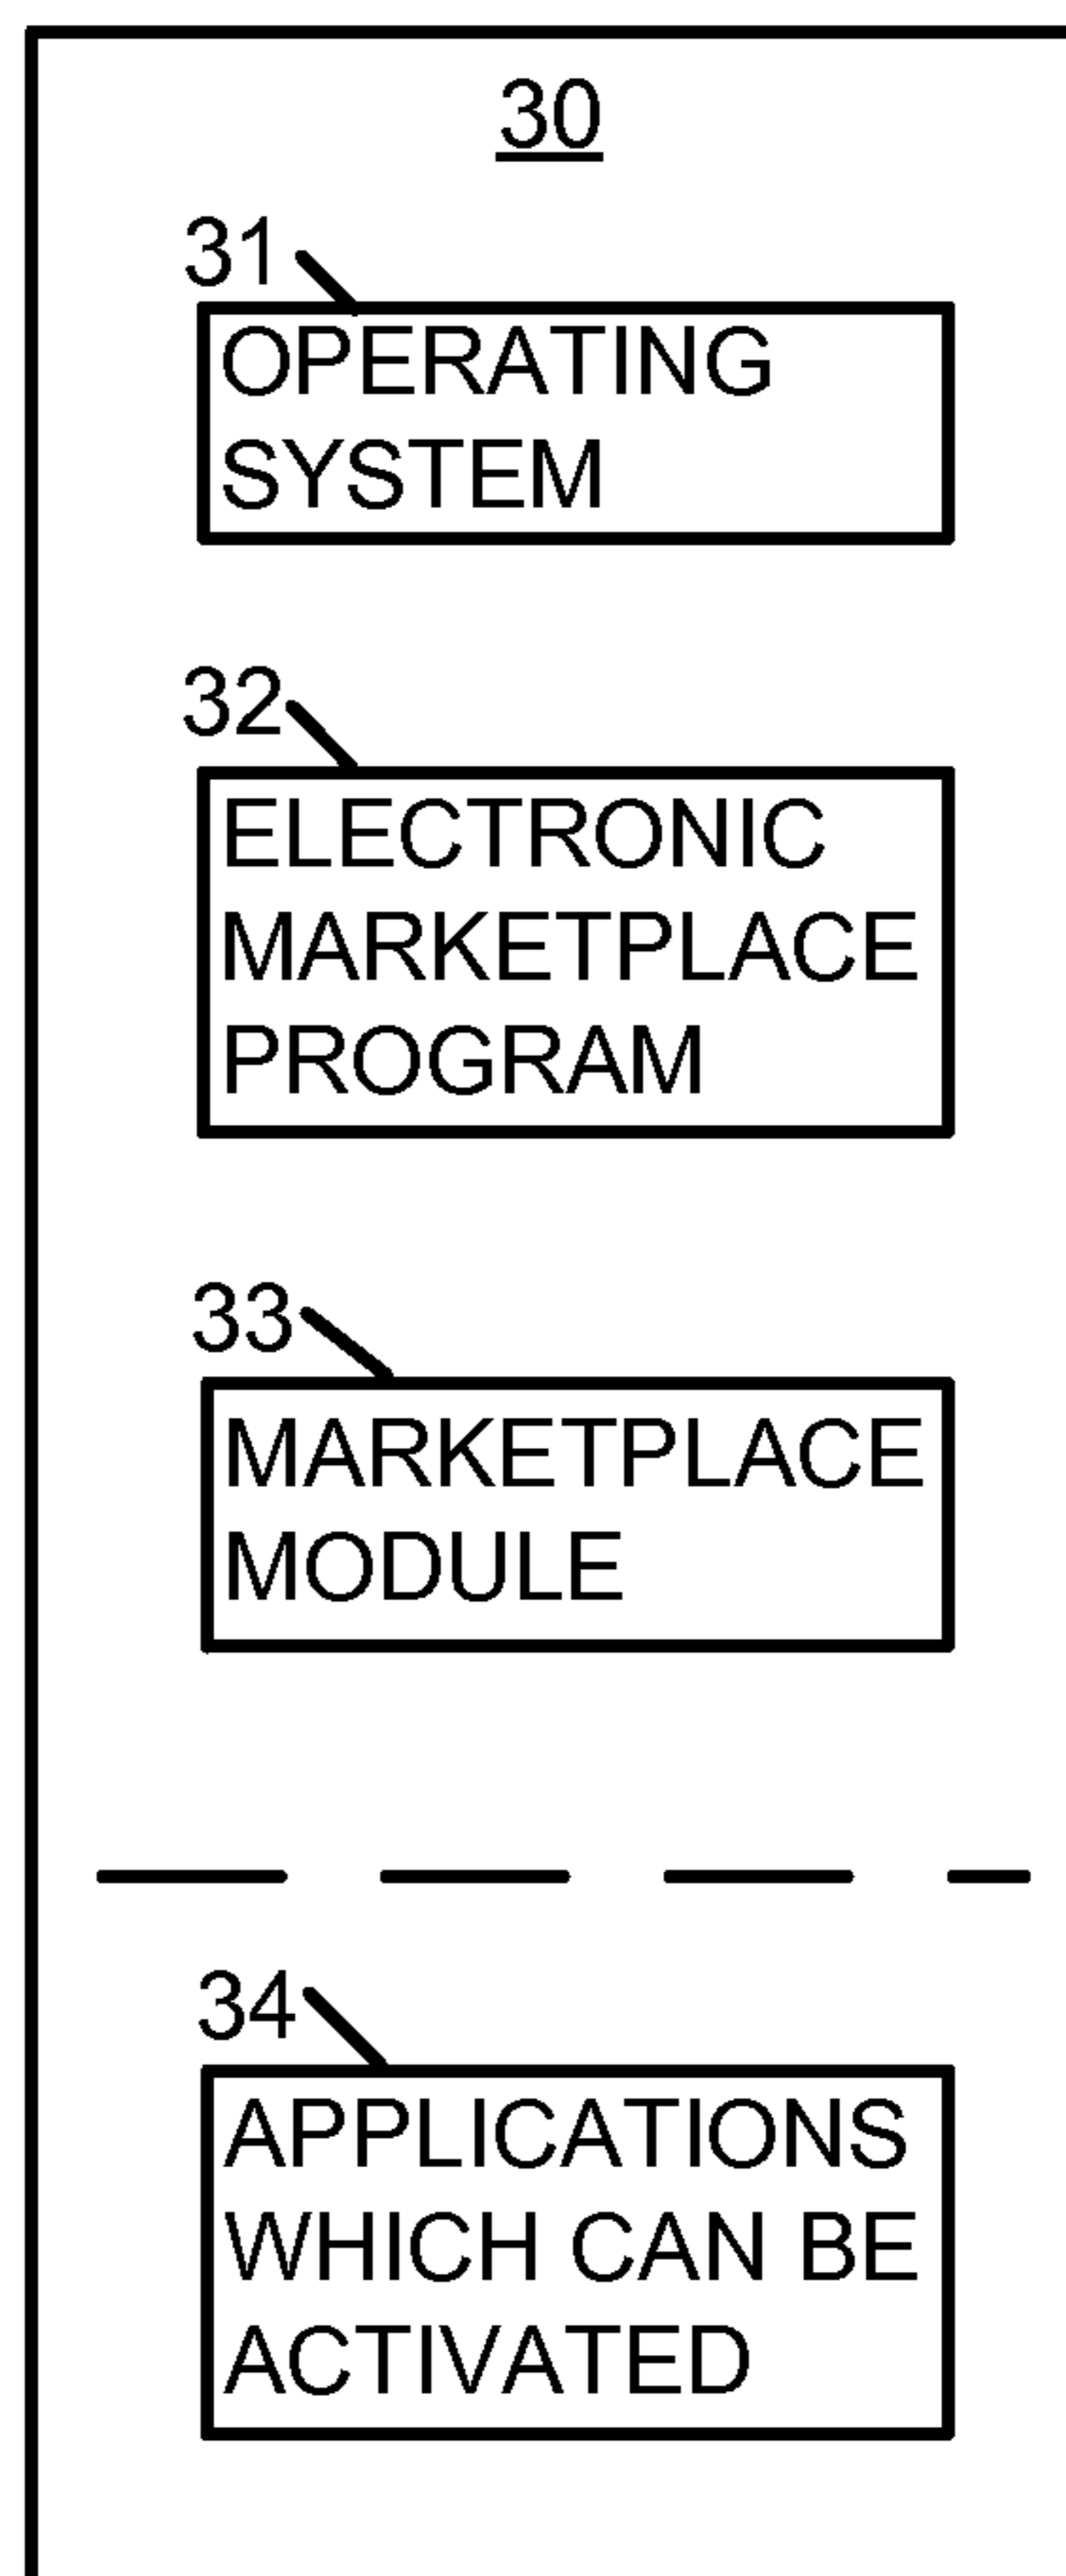 30
31
OPERATING
SYSTEM
32
ELECTRONIC
MARKETPLACE
PROGRAM
33
MARKETPLACE
MODULE
34
APPLICATIONS
WHICH CAN BE
ACTIVATED